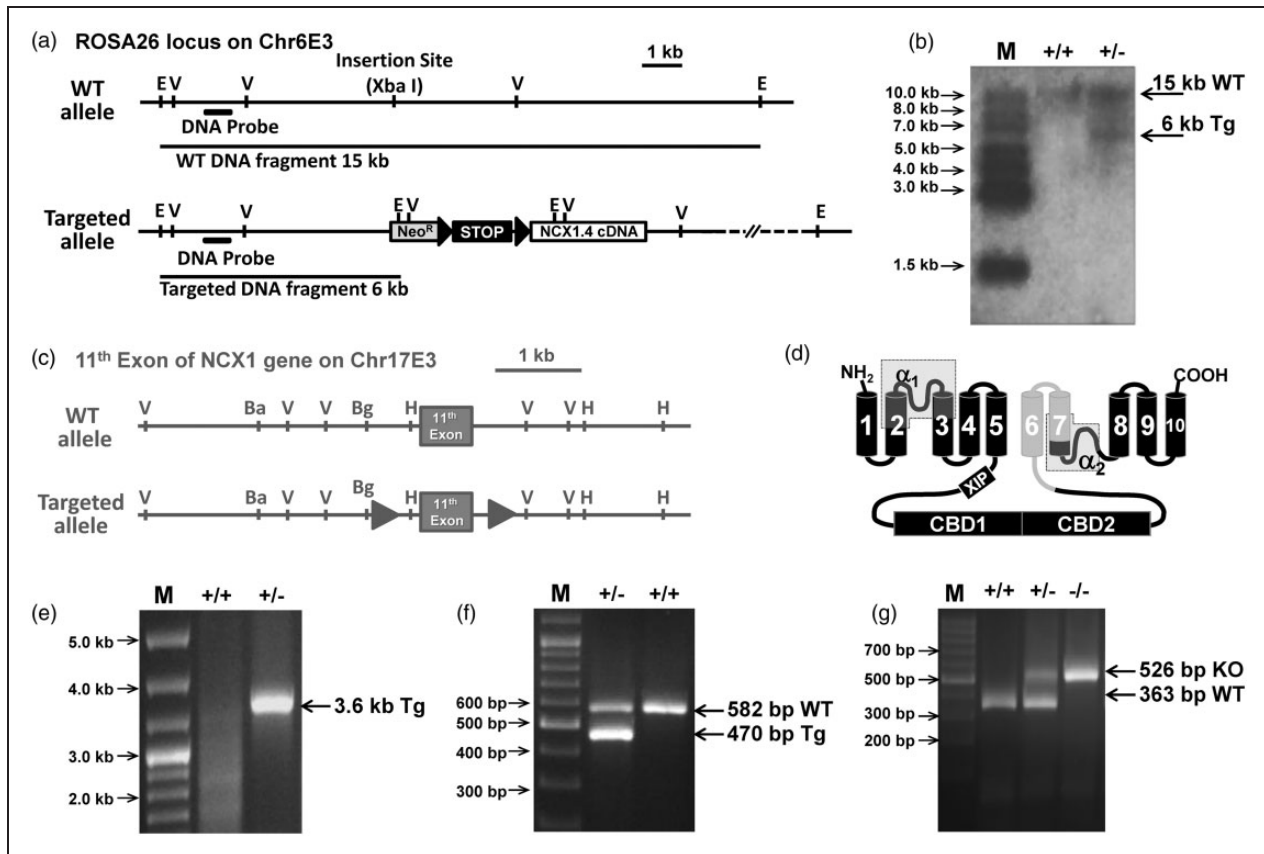 (a) ROSA26 locus on Chr6E3
1 kb
Insertion Site
(Xba I)
WT
allele
E V V V E
DNA Probe
WT DNA fragment 15 kb
Targeted
allele
E V V E V E V V E
Neo^R STOP NCX1.4 cDNA
DNA Probe
Targeted DNA fragment 6 kb
(b)
M +/+ +/-
10.0 kb
8.0 kb
7.0 kb
5.0 kb
4.0 kb
3.0 kb
1.5 kb
15 kb WT
6 kb Tg
(c) 11th Exon of NCX1 gene on Chr17E3
1 kb
WT
allele
V Ba V V Bg H V V H H
11th
Exon
Targeted
allele
V Ba V V Bg H V V H H
11th
Exon
(d)
NH2 α1 COOH
1 2 3 4 5 6 7 8 9 10
α2
XIP
CBD1 CBD2
(e)
M +/+ +/-
5.0 kb
4.0 kb
3.0 kb
2.0 kb
3.6 kb Tg
(f)
M +/- +/+
600 bp
500 bp
400 bp
300 bp
582 bp WT
470 bp Tg
(g)
M +/+ +/- -/-
700 bp
500 bp
300 bp
200 bp
526 bp KO
363 bp WT